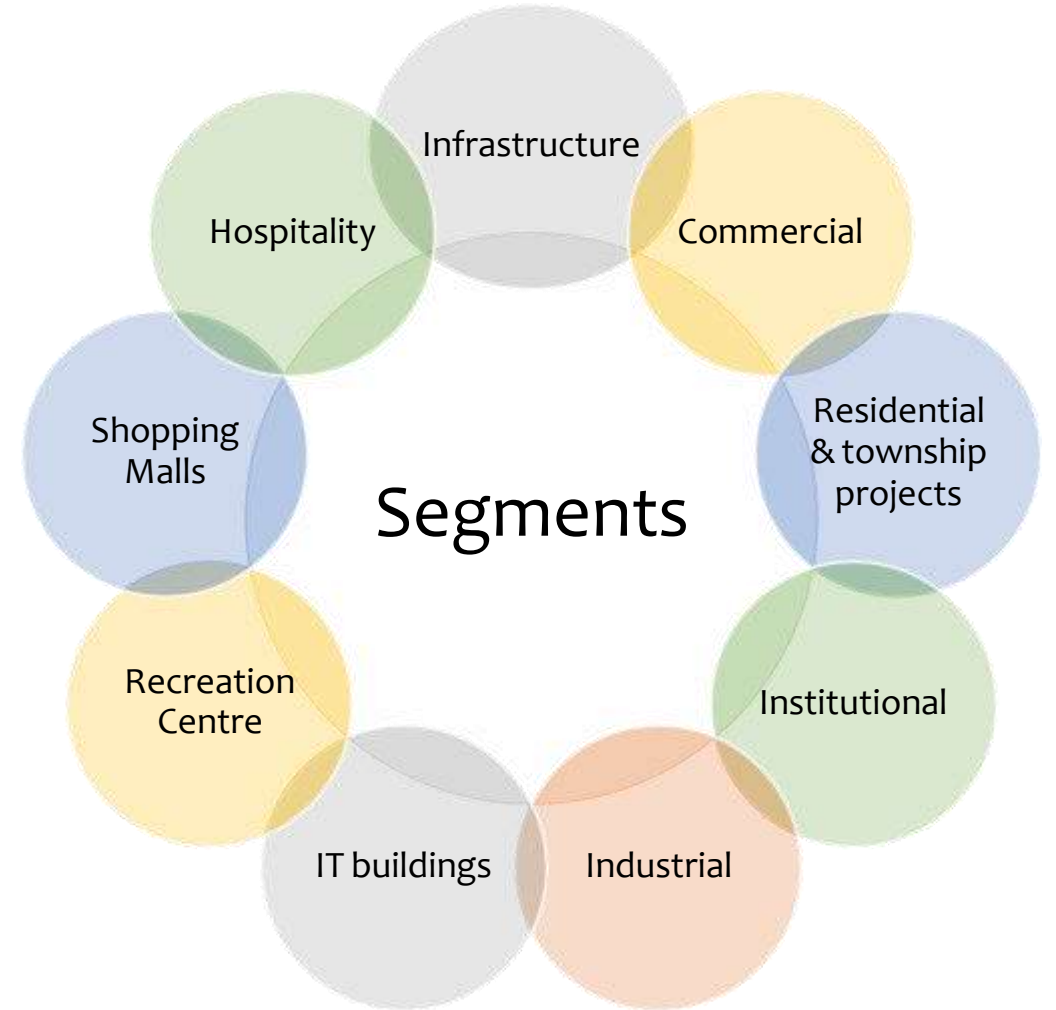 Infrastructure
Commercial
Residential
& township
projects
Institutional
Industrial
IT buildings
Recreation
Centre
Shopping
Malls
Hospitality
Segments